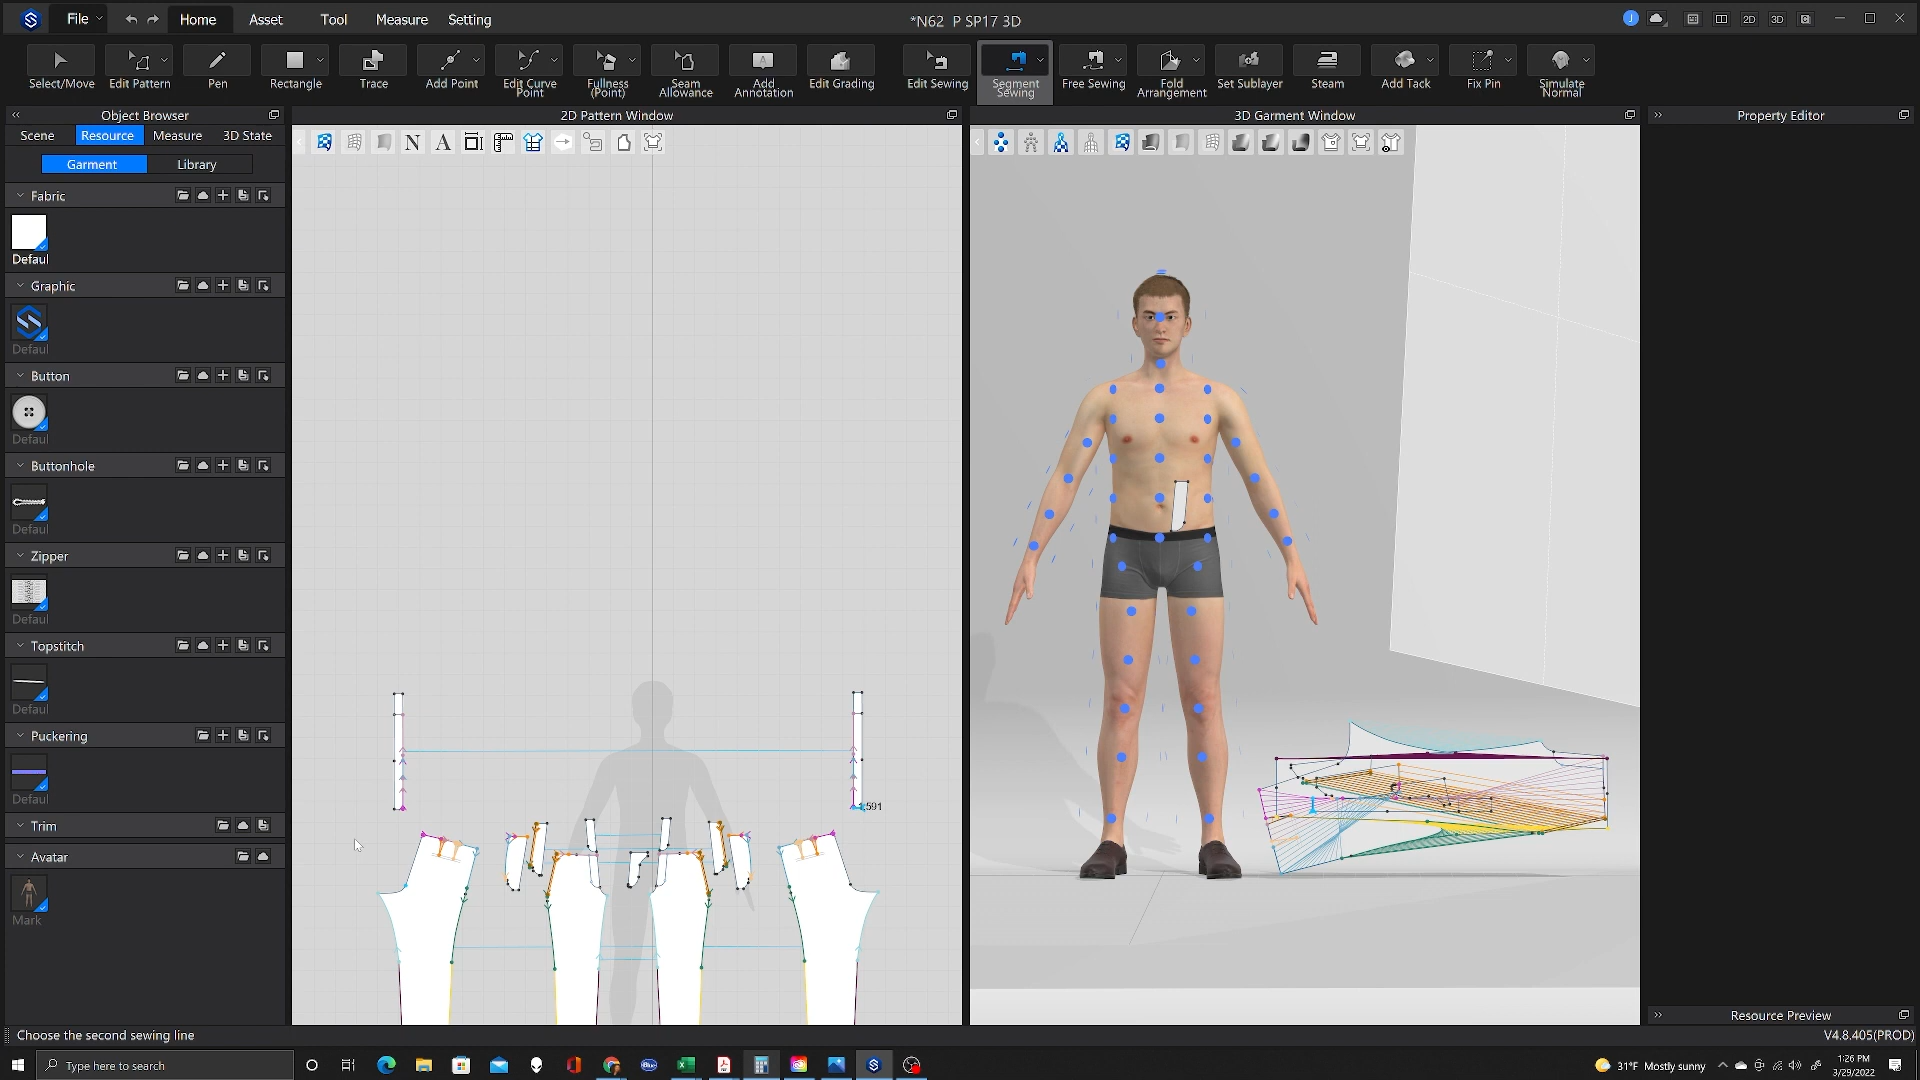 File
Home
Asset
Tool
Measure
Setting
*N62 P SP17 3D
J
2D
3D
Select/Move
Edit Pattern
Pen
Rectangle
Trace
Add Point
Edit Curve
Point
Fullness
(Point)
Seam
Allowance
Add
Annotation
Edit Grading
Edit Sewing
Segment
Sewing
Free Sewing
Fold
Arrangement
Set Sublayer
Steam
Add Tack
Fix Pin
Simulate
Normal
Object Browser
2D Pattern Window
3D Garment Window
Property Editor
Scene
Resource
Measure
3D State
Garment
Library
N
A
Fabric
Defaul
Graphic
Defaul
Button
Defaul
Buttonhole
Defaul
Zipper
Defaul
Topstitch
Defaul
Puckering
Defaul
Trim
Avatar
Mark
Resource Preview
Choose the second sewing line
V4.8.405(PROD)
Type here to search
31°F Mostly sunny
1:26 PM
3/29/2022